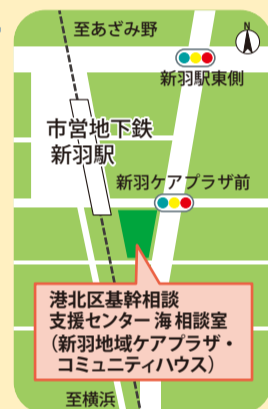 至あざみ野
N
新羽駅東側
市営地下鉄
新羽駅
新羽ケアプラザ前
港北区基幹相談
支援センター 海 相談室
(新羽地域ケアプラザ・
コミュニティハウス)
至横浜